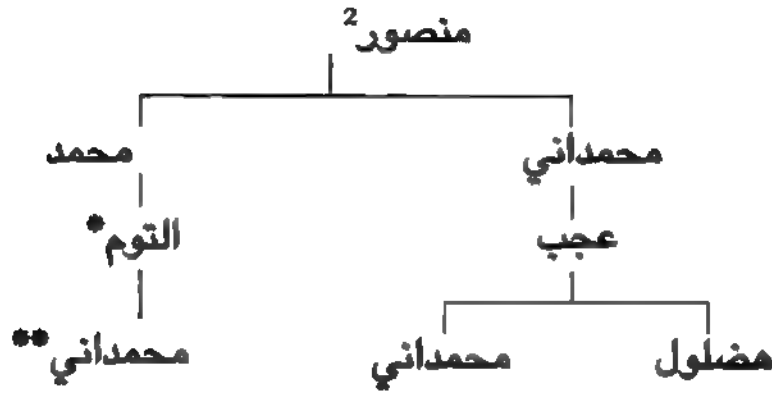 منصور²
محمداني محمد
عجب التوم*
هضلول محمداني محمداني**